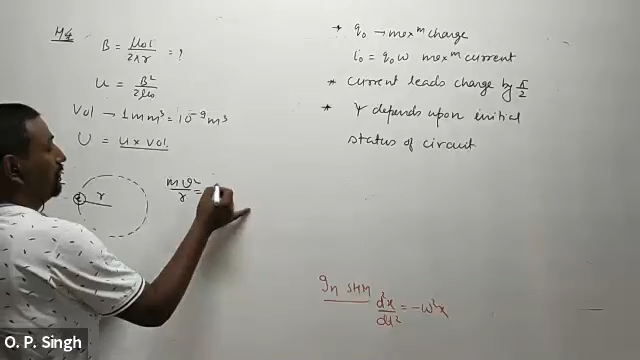 M4
B = μ₀i / 2πr = ?
u = B² / 2μ₀
Vol → 1 mm³ = 10⁻⁹ m³
U = u × vol.
r
mv² / r =
* q₀ → maxᵐ charge
i₀ = q₀ω maxᵐ current
* current leads charge by π/2
* Ψ depends upon initial
status of circuit
In SHM
d²x / dt² = -ω²x
O. P. Singh